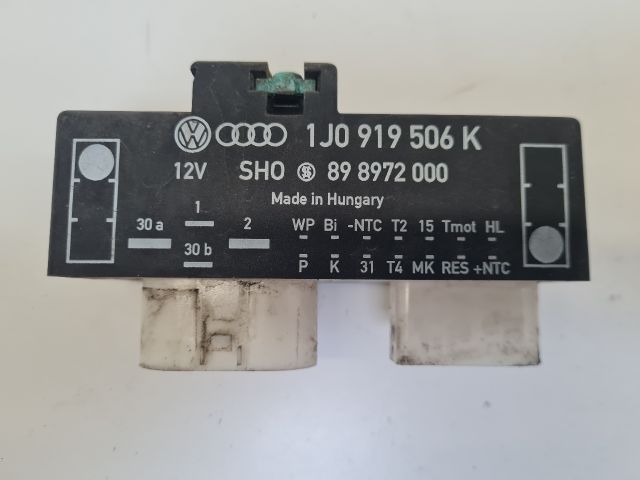 1J0 919 506 K
12V SHO 89 8972 000
Made in Hungary
1
30 a 2
30 b
WP Bi -NTC T2 15 Tmot HL
P K 31 T4 MK RES +NTC